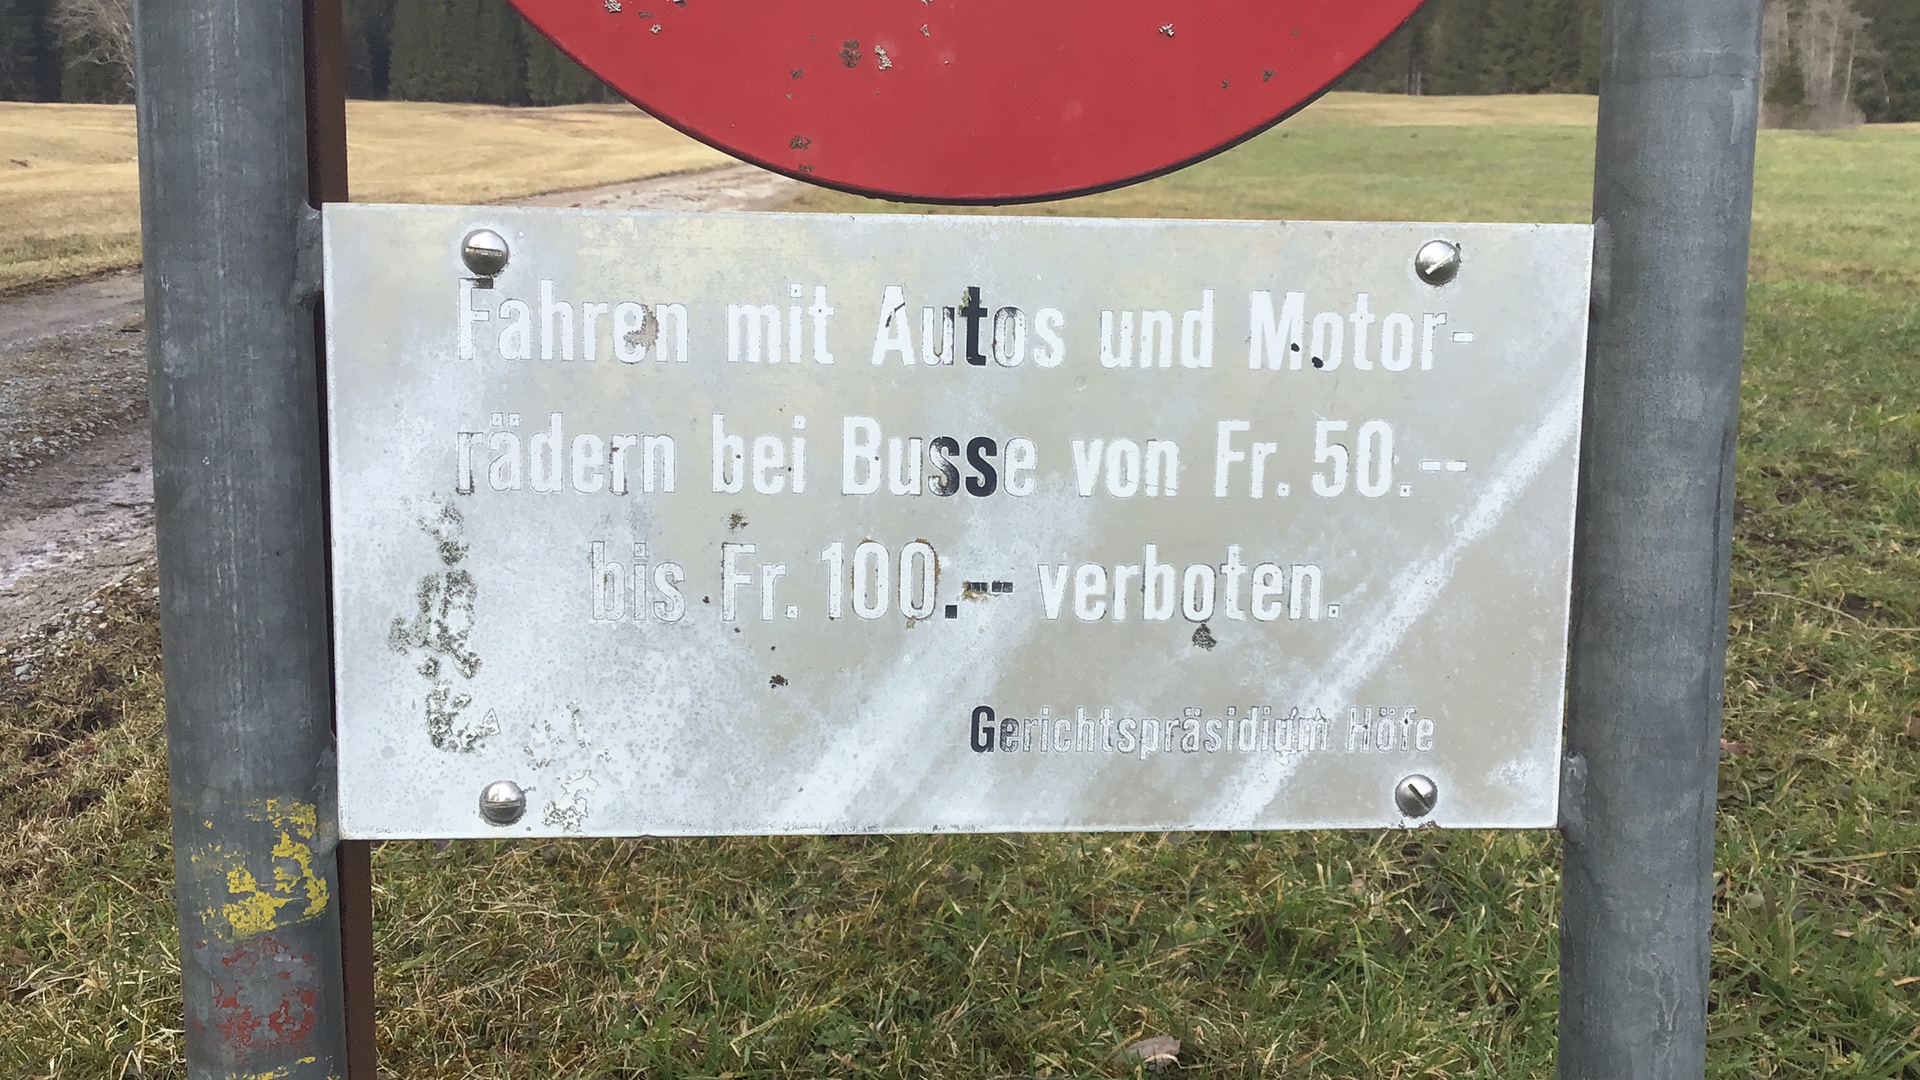 Fahren mit Autos und Motor-
rädern bei Busse von Fr. 50.--
bis Fr. 100.-- verboten.
Gerichtspräsidium Höfe